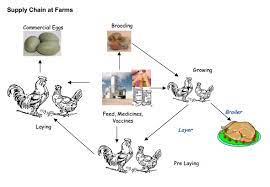 Supply Chain at Farms
Commercial Eggs
Brooding
Growing
Feed, Medicines,
Vaccines
Broiler
Laying
Layer
Pre Laying